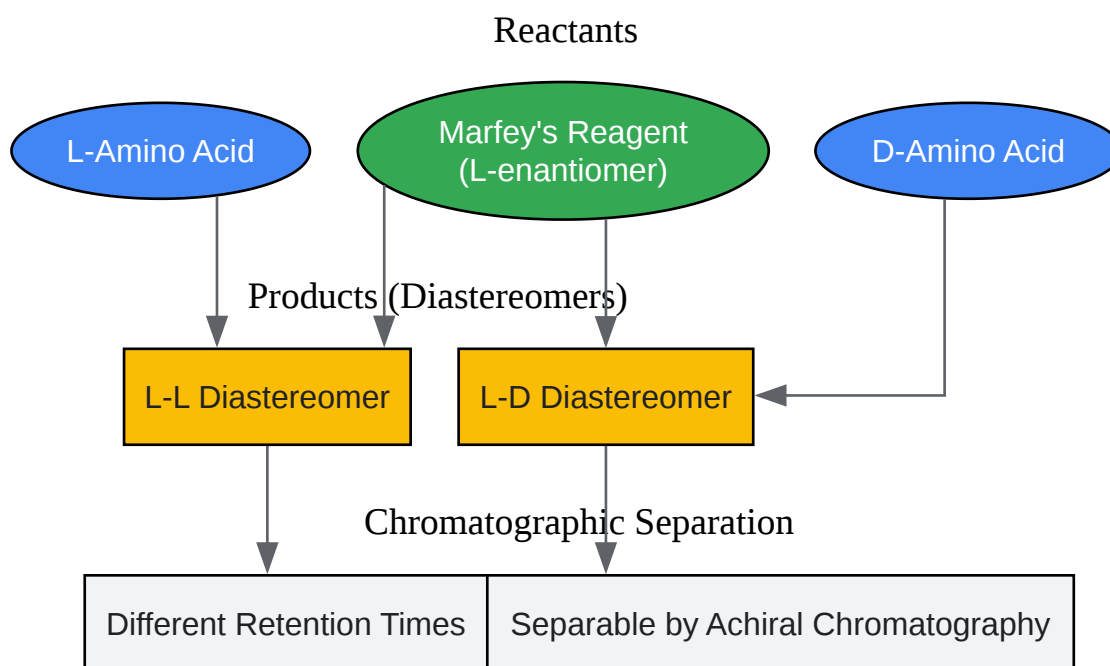 Reactants
L-Amino Acid
Marfey's Reagent
(L-enantiomer)
D-Amino Acid
Products (Diastereomers)
L-L Diastereomer
L-D Diastereomer
Chromatographic Separation
Different Retention Times
Separable by Achiral Chromatography